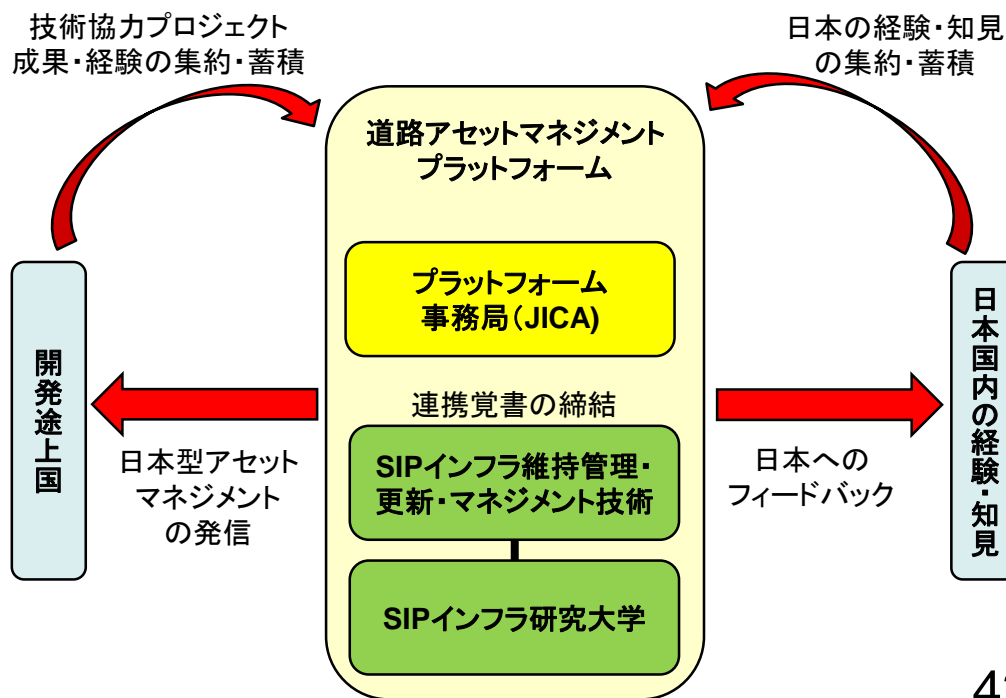 技術協力プロジェクト
成果・経験の集約・蓄積
日本の経験・知見
の集約・蓄積
道路アセットマネジメント
プラットフォーム
プラットフォーム
事務局(JICA)
連携覚書の締結
SIPインフラ維持管理・
更新・マネジメント技術
SIPインフラ研究大学
開発途上国
日本型アセット
マネジメント
の発信
日本への
フィードバック
日本国内の経験・知見